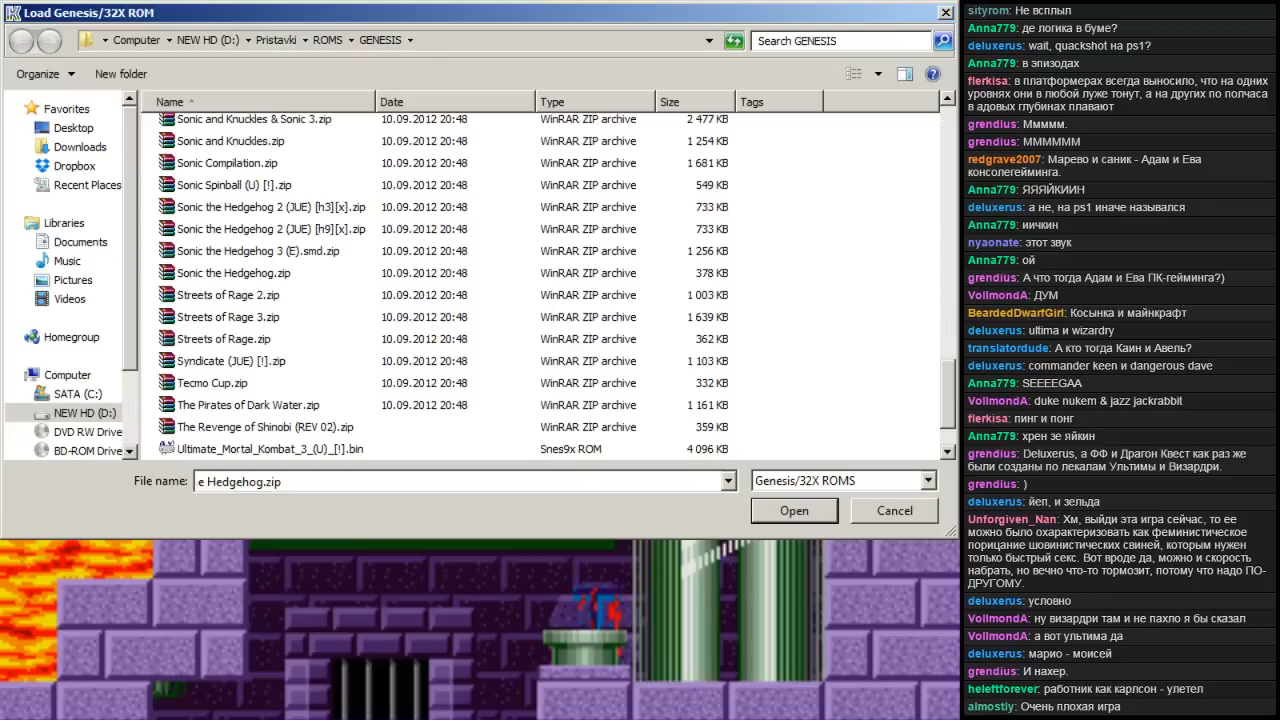 Load Genesis/32X ROM
Computer NEW HD (D:) Pristavki ROMS GENESIS
Search GENESIS
Organize New folder
Name Date Type Size Tags
Favorites
Desktop
Downloads
Dropbox
Recent Places
Libraries
Documents
Music
Pictures
Videos
Homegroup
Computer
SATA (C:)
NEW HD (D:)
DVD RW Drive
BD-ROM Drive
Sonic and Knuckles & Sonic 3.zip 10.09.2012 20:48 WinRAR ZIP archive 2 477 KB
Sonic and Knuckles.zip 10.09.2012 20:48 WinRAR ZIP archive 1 254 KB
Sonic Compilation.zip 10.09.2012 20:48 WinRAR ZIP archive 1 681 KB
Sonic Spinball (U) [!].zip 10.09.2012 20:48 WinRAR ZIP archive 549 KB
Sonic the Hedgehog 2 (JUE) [h3][x].zip 10.09.2012 20:48 WinRAR ZIP archive 733 KB
Sonic the Hedgehog 2 (JUE) [h9][x].zip 10.09.2012 20:48 WinRAR ZIP archive 733 KB
Sonic the Hedgehog 3 (E).smd.zip 10.09.2012 20:48 WinRAR ZIP archive 1 256 KB
Sonic the Hedgehog.zip 10.09.2012 20:48 WinRAR ZIP archive 378 KB
Streets of Rage 2.zip 10.09.2012 20:48 WinRAR ZIP archive 1 003 KB
Streets of Rage 3.zip 10.09.2012 20:48 WinRAR ZIP archive 1 639 KB
Streets of Rage.zip 10.09.2012 20:48 WinRAR ZIP archive 362 KB
Syndicate (JUE) [!].zip 10.09.2012 20:48 WinRAR ZIP archive 1 103 KB
Tecmo Cup.zip 10.09.2012 20:48 WinRAR ZIP archive 332 KB
The Pirates of Dark Water.zip 10.09.2012 20:48 WinRAR ZIP archive 1 161 KB
The Revenge of Shinobi (REV 02).zip WinRAR ZIP archive 359 KB
Ultimate_Mortal_Kombat_3_(U)_[!].bin Snes9x ROM 4 096 KB
File name: e Hedgehog.zip
Genesis/32X ROMS
Open Cancel
sityrom: Не всплыл
Anna779: де логика в буме?
deluxerus: wait, quackshot на ps1?
Anna779: в эпизодах
flerkisa: в платформерах всегда выносило, что на одних
уровнях они в любой луже тонут, а на других по полчаса
в адовых глубинах плавают
grendius: Ммммм.
grendius: ММММММ
redgrave2007: Марево и саник - Адам и Ева
консолегейминга.
Anna779: ЯЯЯЙКИИН
deluxerus: а не, на ps1 иначе назывался
Anna779: иичкин
nyaonate: этот звук
Anna779: ой
grendius: А что тогда Адам и Ева ПК-гейминга?)
VollmondA: ДУМ
BeardedDwarfGirl: Косынка и майнкрафт
deluxerus: ultima и wizardry
translatordude: А кто тогда Каин и Авель?
deluxerus: commander keen и dangerous dave
Anna779: SEEEEGAA
VollmondA: duke nukem & jazz jackrabbit
flerkisa: пинг и понг
Anna779: хрен зе яйкин
grendius: Deluxerus, а ФФ и Драгон Квест как раз же
были созданы по лекалам Ультимы и Визардри.
grendius: )
deluxerus: йеп, и зельда
Unforgiven_Nan: Хм, выйди эта игра сейчас, то ее
можно было охарактеризовать как феминистическое
порицание шовинистических свиней, которым нужен
только быстрый секс. Вот вроде да, можно и скорость
набрать, но вечно что-то тормозит, потому что надо ПО-
ДРУГОМУ.
deluxerus: условно
VollmondA: ну визардри там и не пахло я бы сказал
VollmondA: а вот ультима да
deluxerus: марио - моисей
grendius: И нахер.
heleftforever: работник как карлсон - улетел
almostly: Очень плохая игра